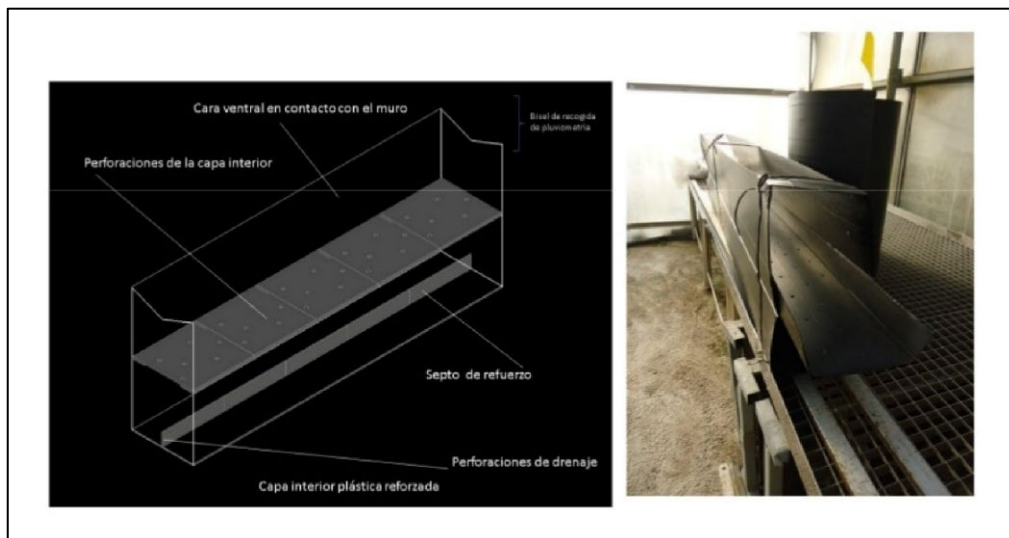 Cara ventral en contacto con el muro
Bisel de recogida
de pluviometría
Perforaciones de la capa interior
Septo de refuerzo
Perforaciones de drenaje
Capa interior plástica reforzada